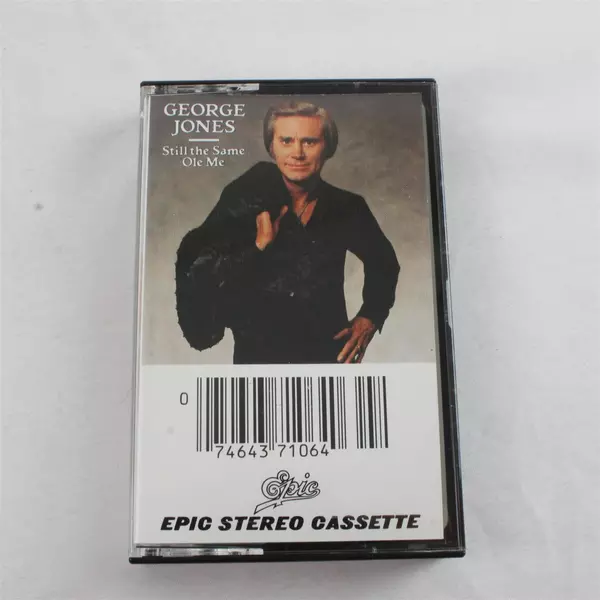 GEORGE
JONES
Still the Same
Ole Me
0
74643 71064
Epic
EPIC STEREO CASSETTE